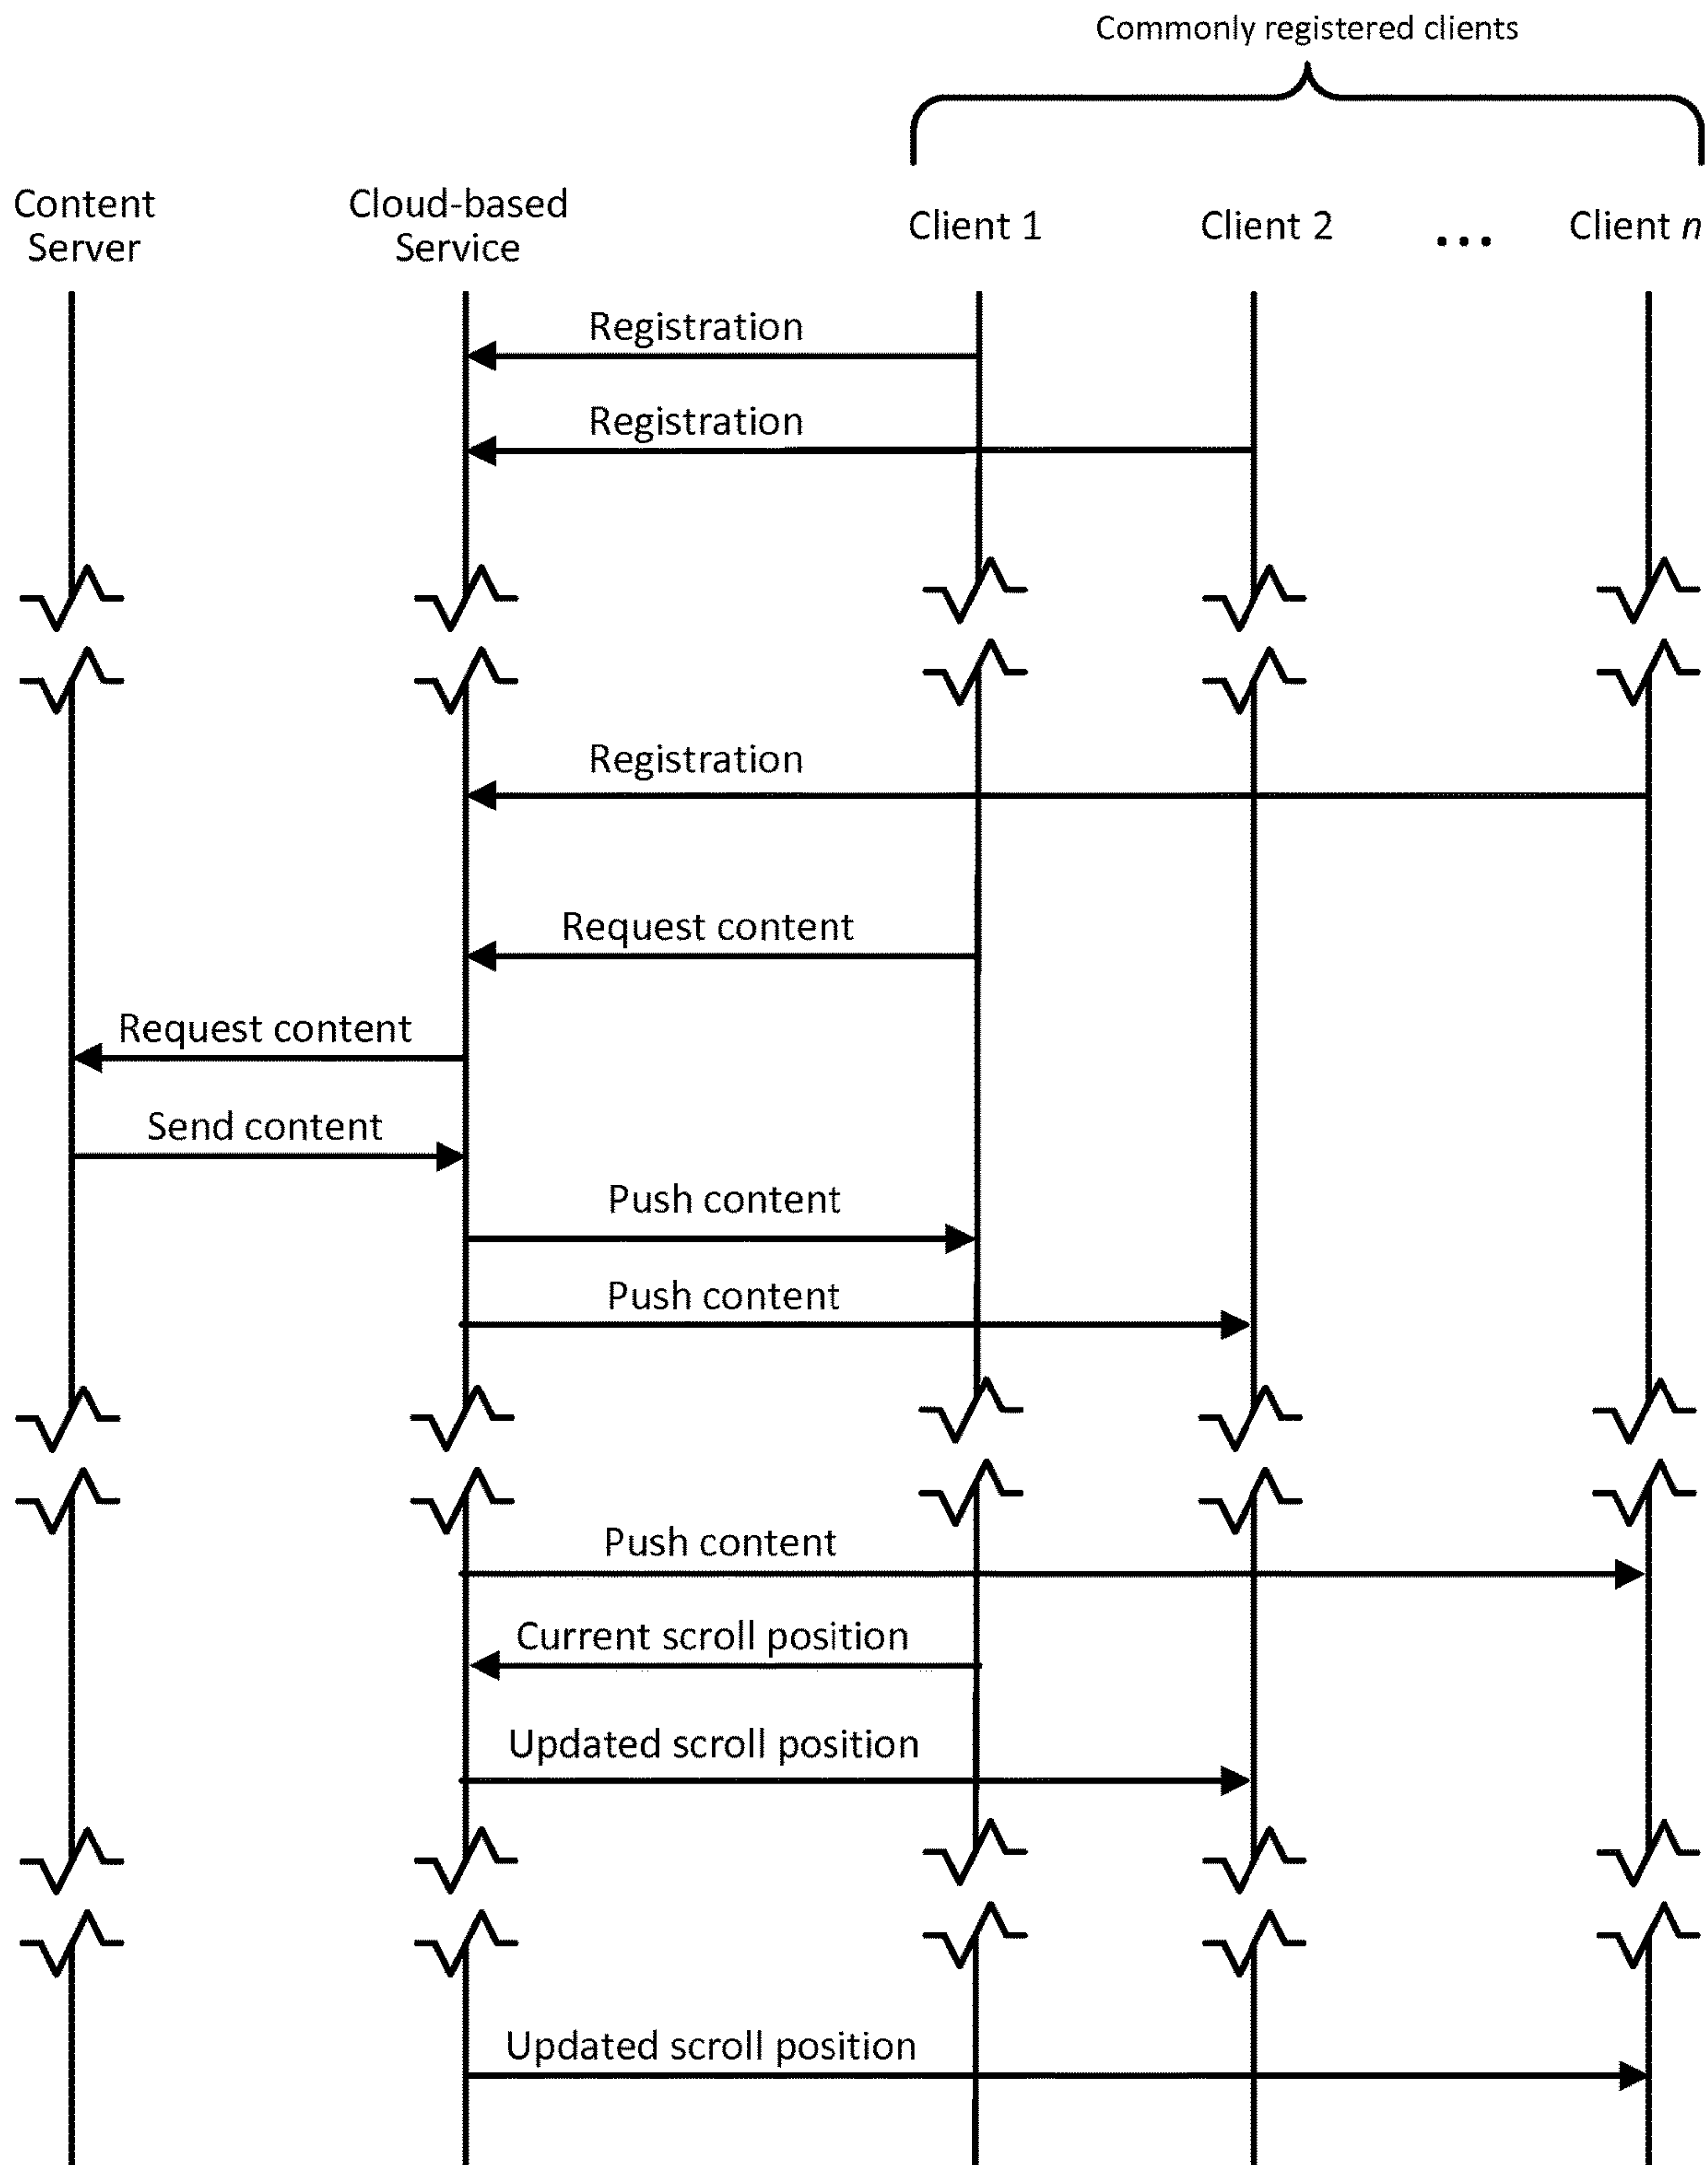 Commonly registered clients
Content
Server
Cloud-based
Service
Client 1
Client 2
...
Client n
Registration
Registration
Registration
Request content
Request content
Send content
Push content
Push content
Push content
Current scroll position
Updated scroll position
Updated scroll position